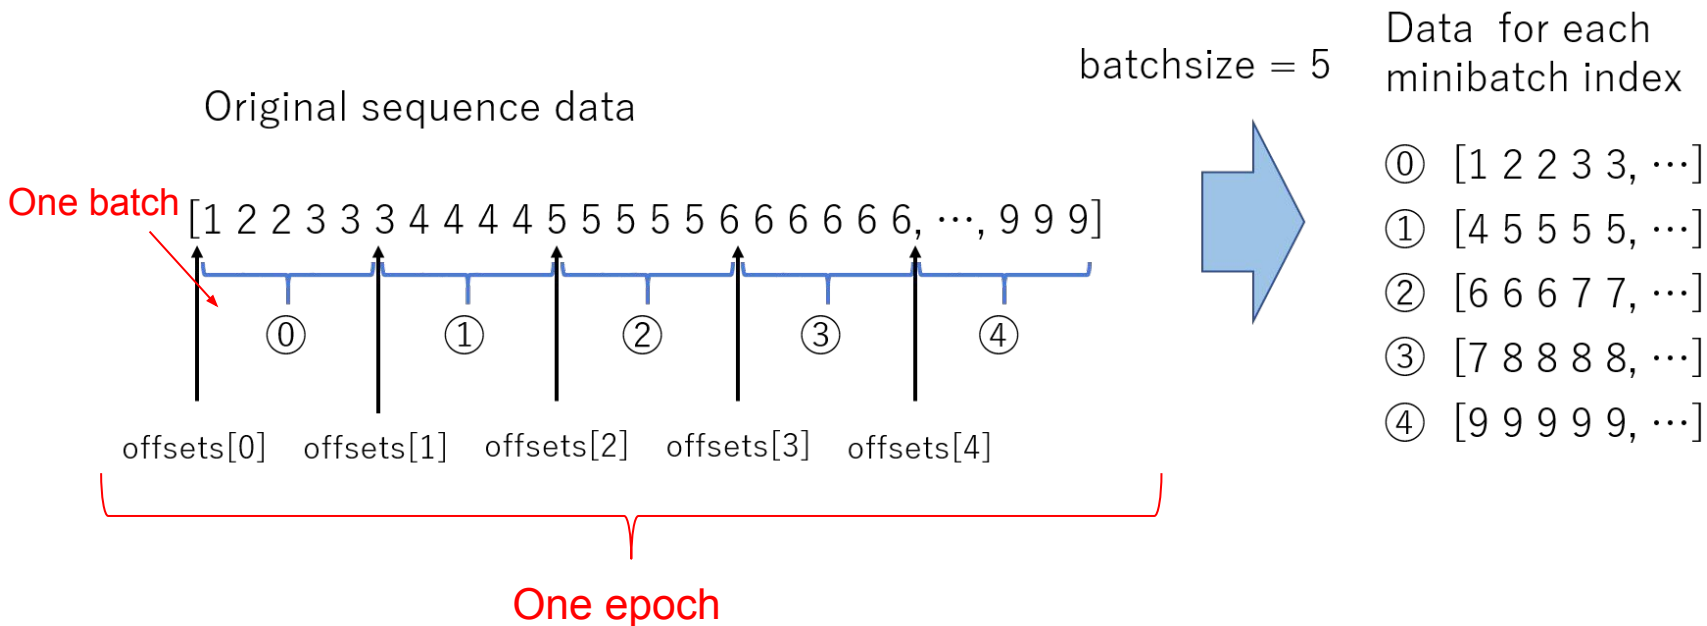 Data for each
minibatch index
batchsize = 5
Original sequence data
One batch
[1 2 2 3 3 3 4 4 4 4 5 5 5 5 5 6 6 6 6 6 6, ⋯, 9 9 9]
⓪ ① ② ③ ④
offsets[0] offsets[1] offsets[2] offsets[3] offsets[4]
One epoch
⓪ [1 2 2 3 3, ⋯]
① [4 5 5 5 5, ⋯]
② [6 6 6 7 7, ⋯]
③ [7 8 8 8 8, ⋯]
④ [9 9 9 9 9, ⋯]